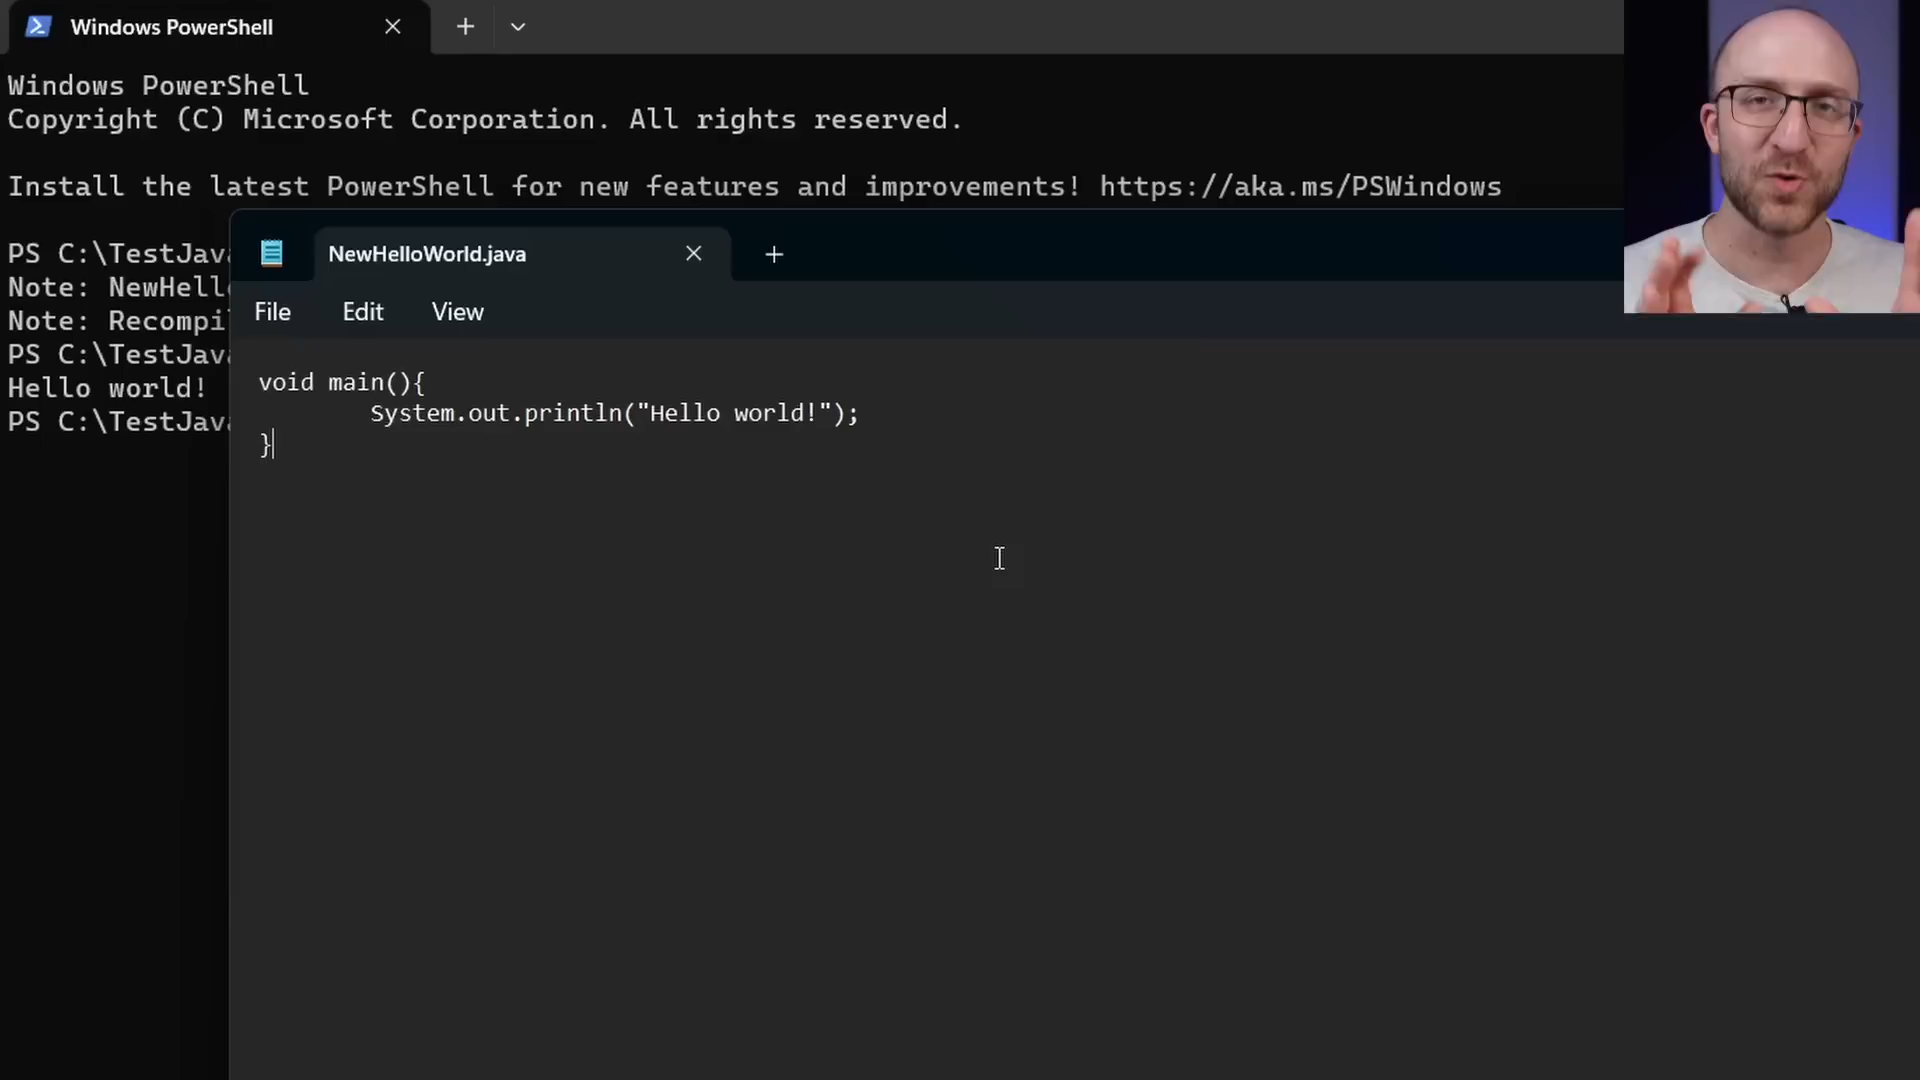 Windows PowerShell
Windows PowerShell
Copyright (C) Microsoft Corporation. All rights reserved.
Install the latest PowerShell for new features and improvements! https://aka.ms/PSWindows
PS C:\TestJav
Note: NewHell
Note: Recompi
PS C:\TestJav
Hello world!
PS C:\TestJav
NewHelloWorld.java
File Edit View
void main(){
System.out.println("Hello world!");
}